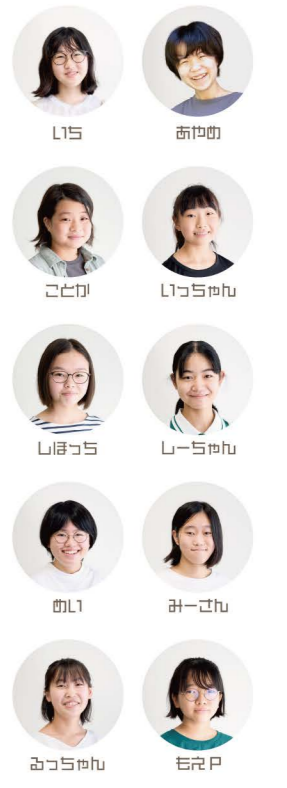 いち
あやめ
ことか
いっちゃん
しほっち
しーちゃん
めい
みーさん
るっちゃん
もえP